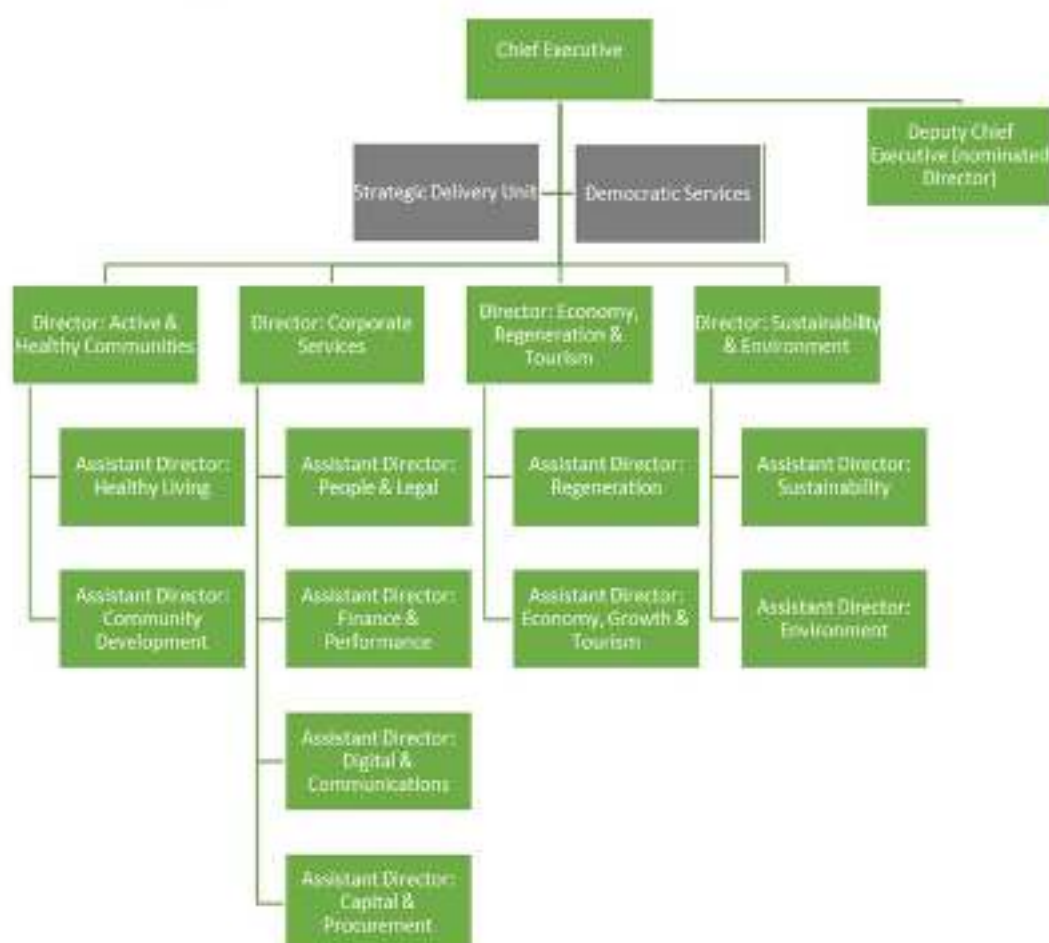 Chief Executive
Deputy Chief
Executive (nominated
Director)
Strategic Delivery Unit
Democratic Services
Director: Active &
Healthy Communities
Director: Corporate
Services
Director: Economy,
Regeneration &
Tourism
Director: Sustainability
& Environment
Assistant Director:
Healthy Living
Assistant Director:
People & Legal
Assistant Director:
Regeneration
Assistant Director:
Sustainability
Assistant Director:
Community
Development
Assistant Director:
Finance &
Performance
Assistant Director:
Economy, Growth &
Tourism
Assistant Director:
Environment
Assistant Director:
Digital &
Communications
Assistant Director:
Capital &
Procurement